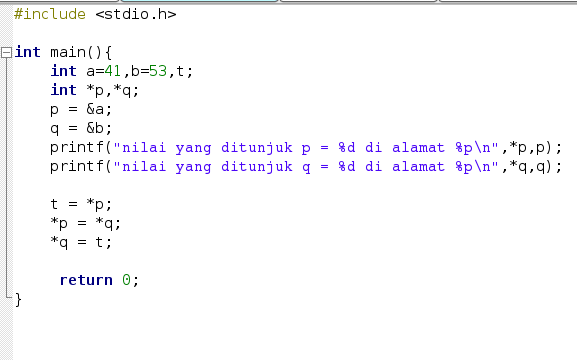 #include <stdio.h>
int main(){
int a=41,b=53,t;
int *p,*q;
p = &a;
q = &b;
printf("nilai yang ditunjuk p = %d di alamat %p\n",*p,p);
printf("nilai yang ditunjuk q = %d di alamat %p\n",*q,q);
t = *p;
*p = *q;
*q = t;
return 0;
}